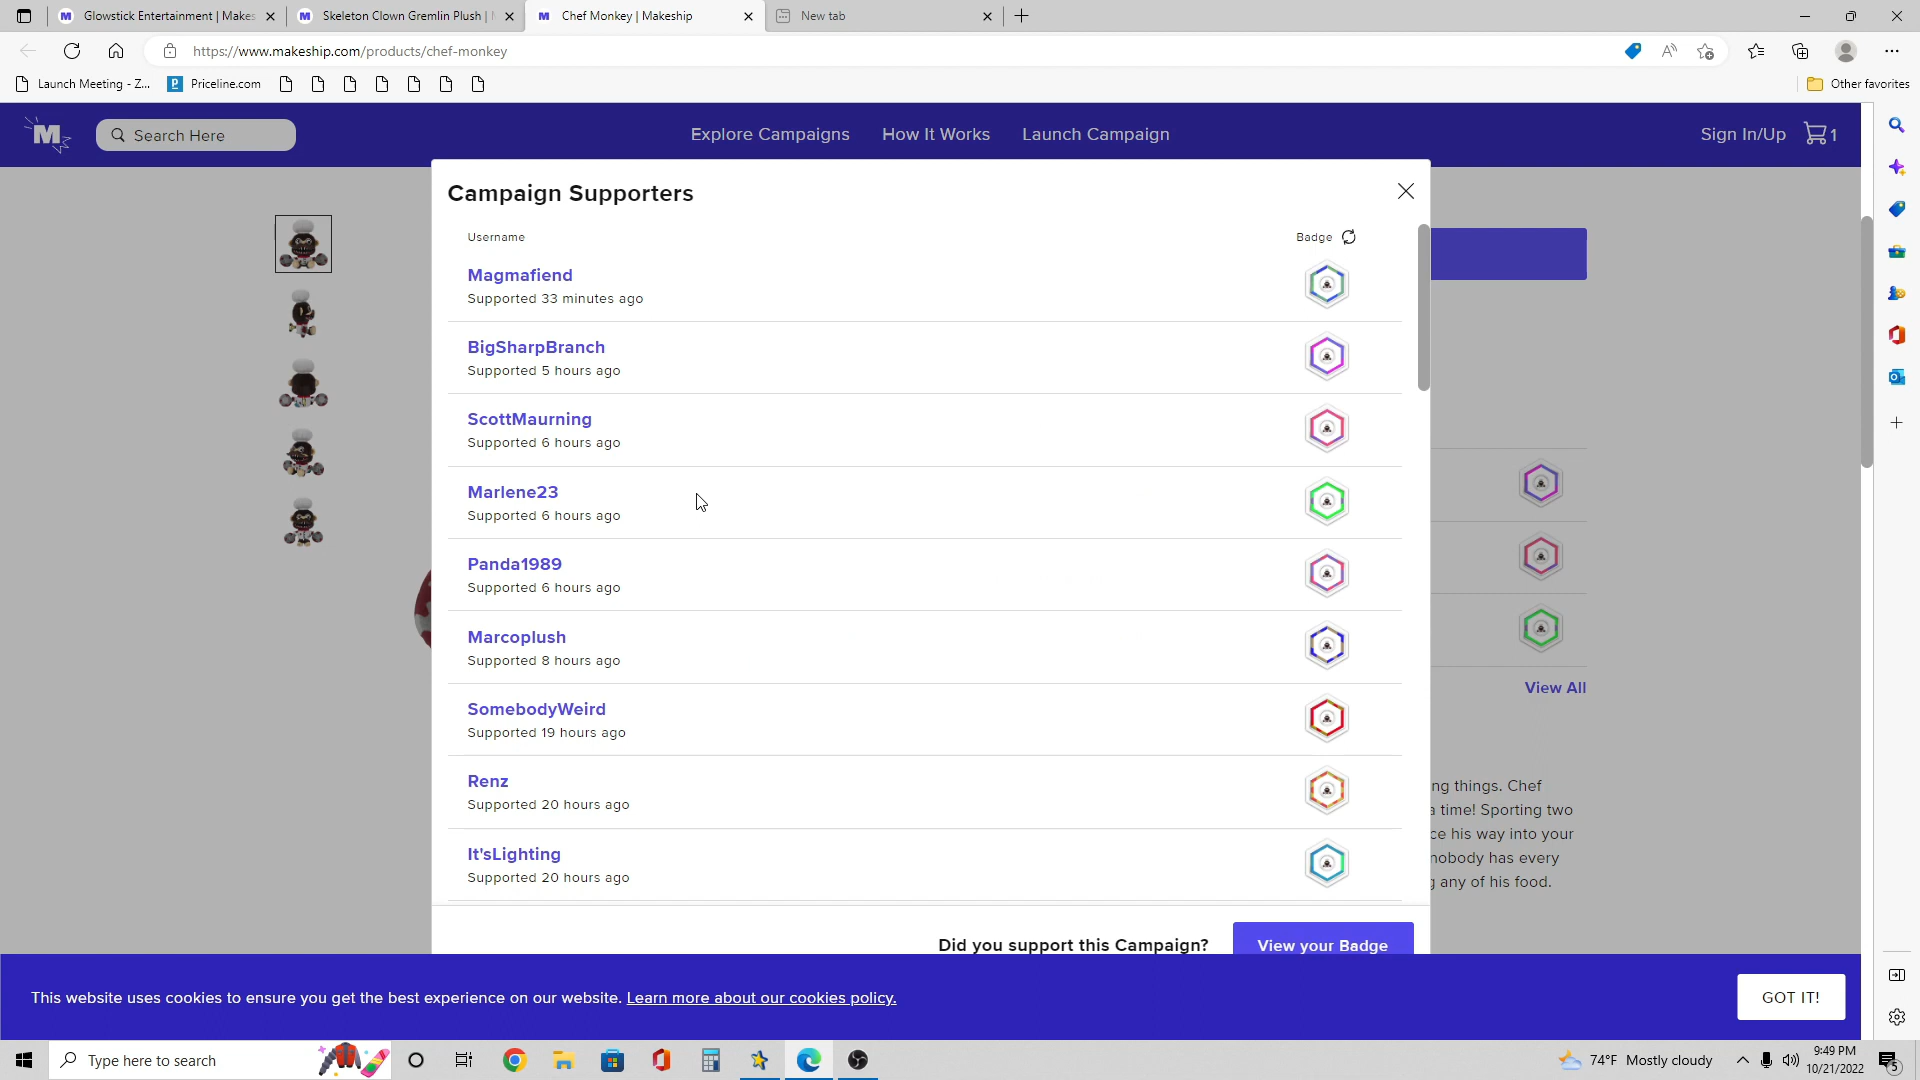 Glowstick Entertainment | Makes
Skeleton Clown Gremlin Plush |
Chef Monkey | Makeship
New tab
https://www.makeship.com/products/chef-monkey
Launch Meeting - Z...
Priceline.com
Other favorites
M
Search Here
Explore Campaigns
How It Works
Launch Campaign
Sign In/Up
1
Campaign Supporters
Username
Badge
Magmafiend
Supported 33 minutes ago
BigSharpBranch
Supported 5 hours ago
ScottMaurning
Supported 6 hours ago
Marlene23
Supported 6 hours ago
Panda1989
Supported 6 hours ago
Marcoplush
Supported 8 hours ago
SomebodyWeird
Supported 19 hours ago
Renz
Supported 20 hours ago
It'sLighting
Supported 20 hours ago
View All
ng things. Chef
a time! Sporting two
ce his way into your
nobody has every
g any of his food.
Did you support this Campaign?
View your Badge
This website uses cookies to ensure you get the best experience on our website. Learn more about our cookies policy.
GOT IT!
Type here to search
74°F Mostly cloudy
9:49 PM
10/21/2022
5